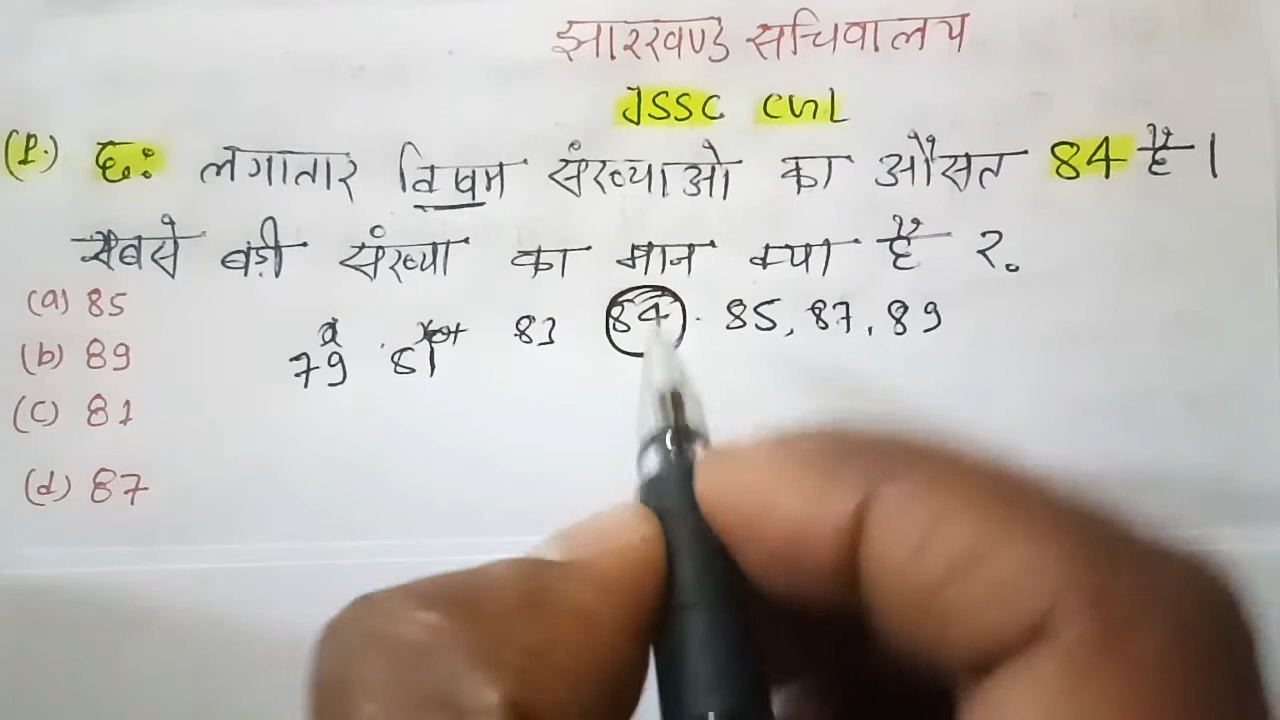 झारखण्ड सचिवालय
JSSC CGL
(1.) छः लगातार विषम संख्याओ का औसत 84 है।
सबसे बड़ी संख्या का मान क्या है ?.
(a) 85
(b) 89
(c) 81
(d) 87
79 81 83 84. 85, 87, 89